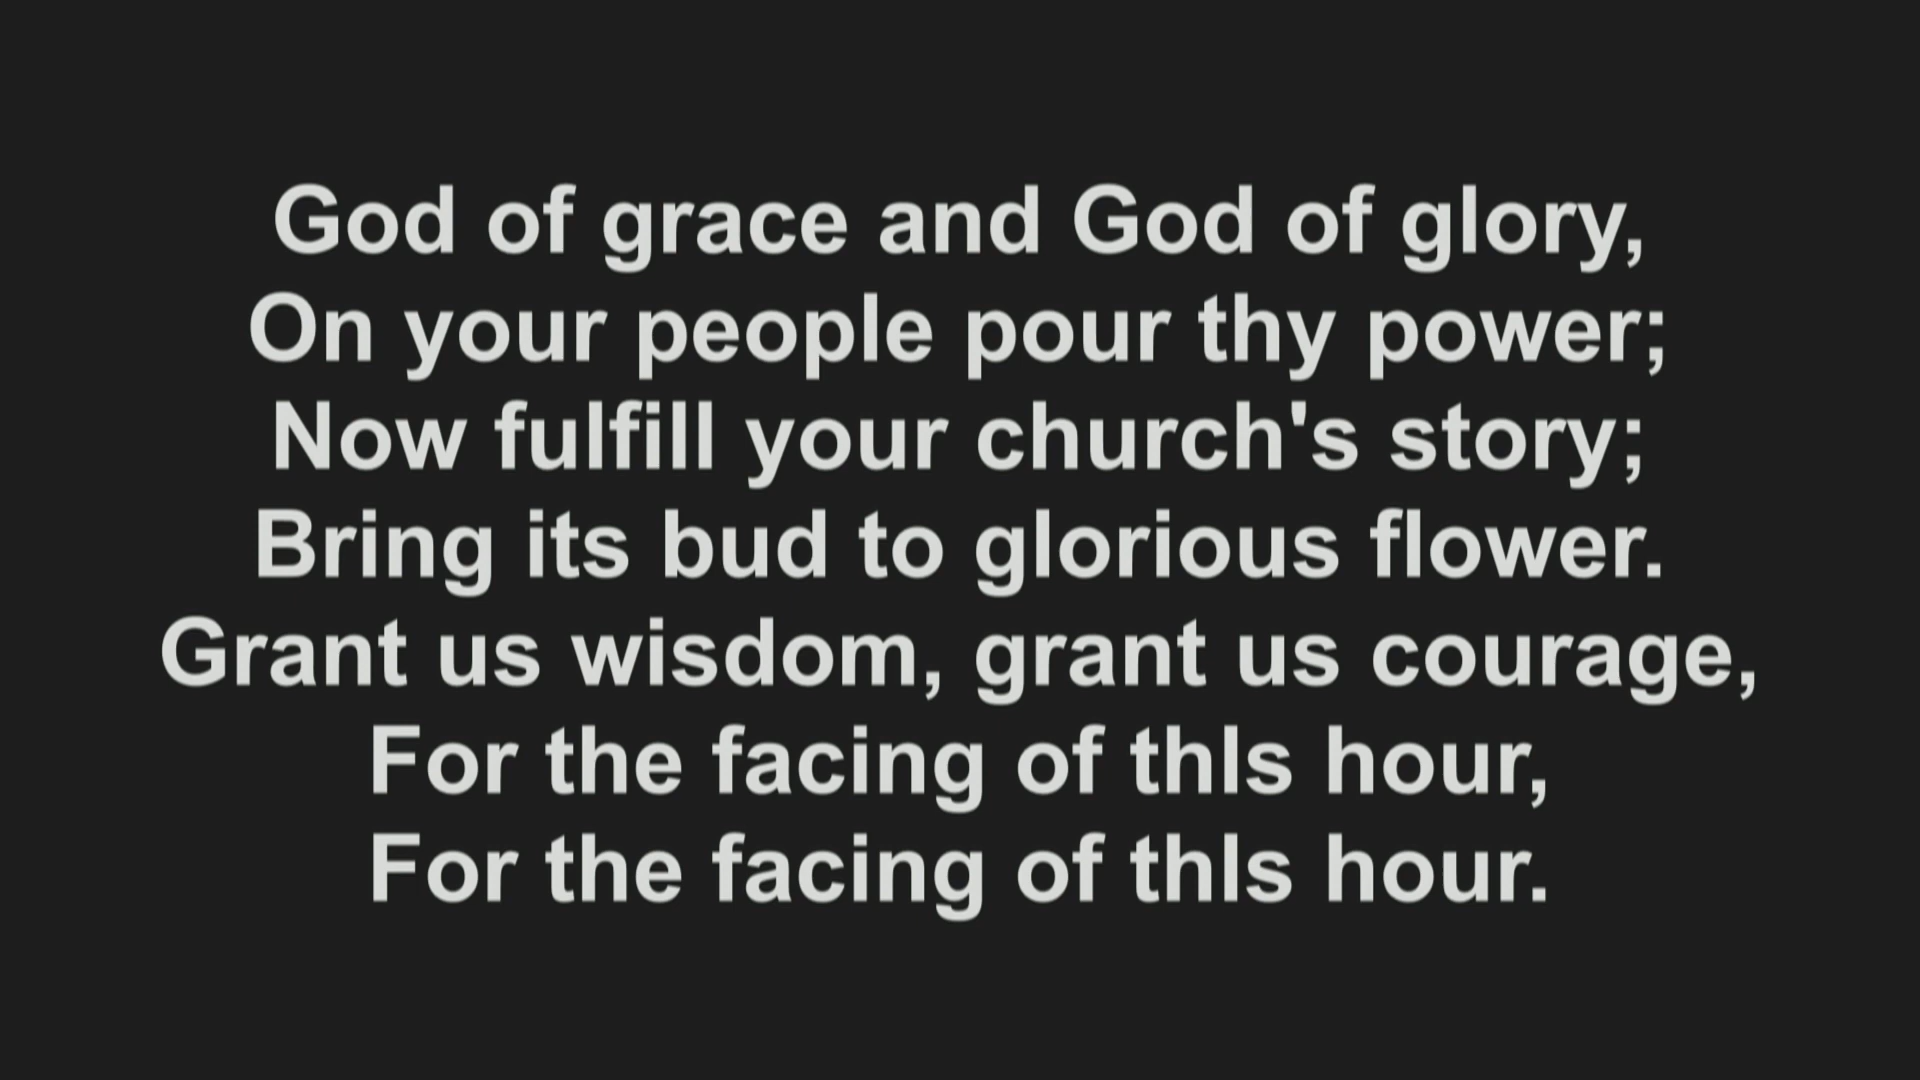 God of grace and God of glory,
On your people pour thy power;
Now fulfill your church's story;
Bring its bud to glorious flower.
Grant us wisdom, grant us courage,
For the facing of thIs hour,
For the facing of thIs hour.